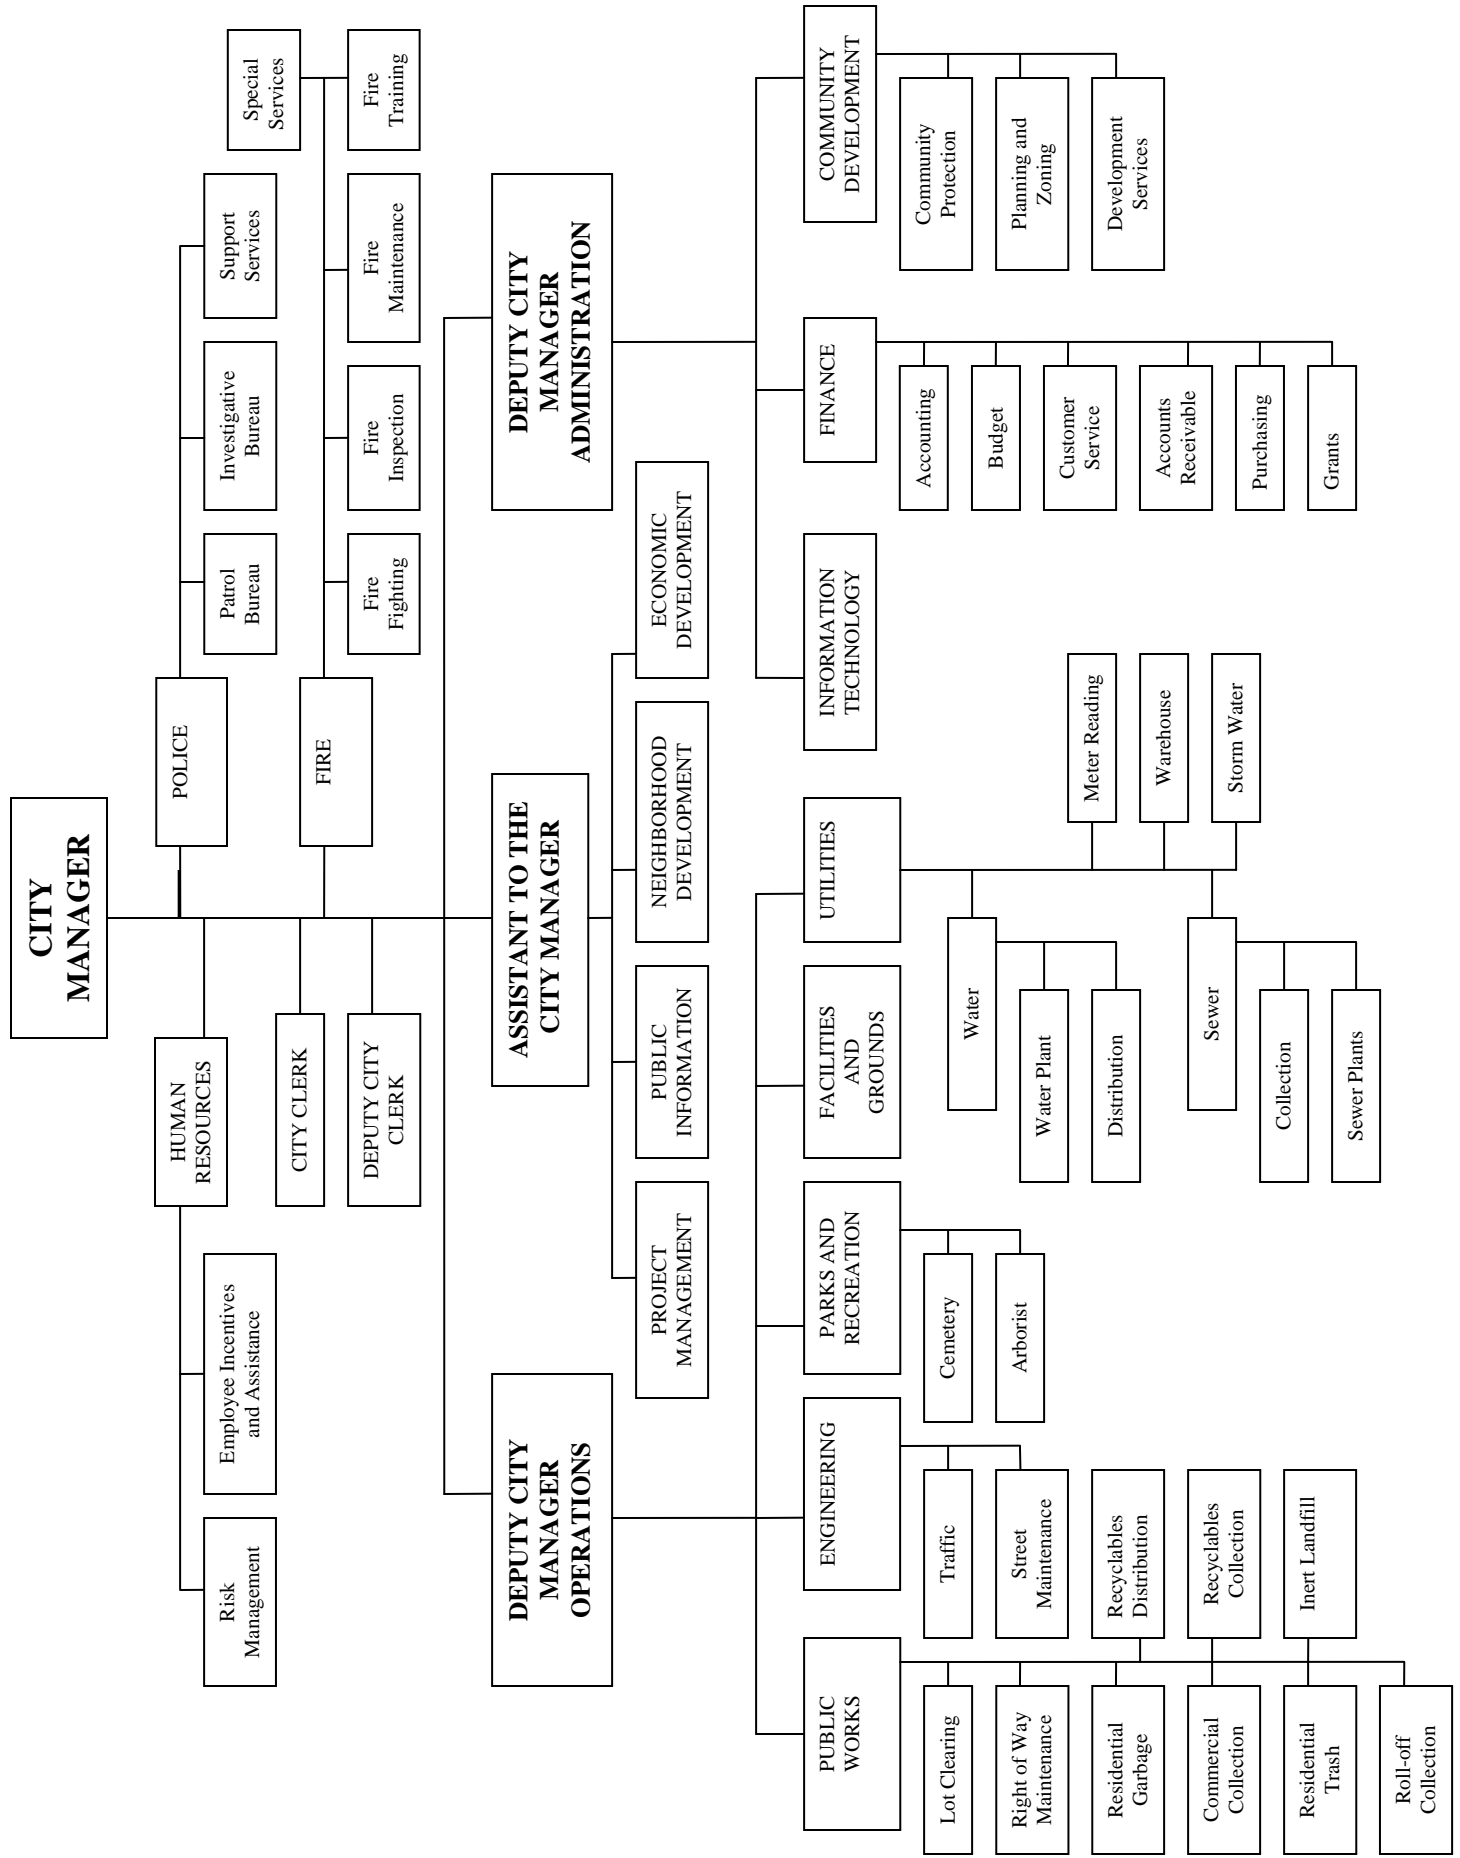 CITY
MANAGER
HUMAN
RESOURCES
Risk
Management
Employee Incentives
and Assistance
CITY CLERK
DEPUTY CITY
CLERK
POLICE
Patrol
Bureau
Investigative
Bureau
Support
Services
FIRE
Fire
Fighting
Fire
Inspection
Fire
Maintenance
Fire
Training
Special
Services
DEPUTY CITY
MANAGER
OPERATIONS
ASSISTANT TO THE
CITY MANAGER
DEPUTY CITY
MANAGER
ADMINISTRATION
PROJECT
MANAGEMENT
PUBLIC
INFORMATION
NEIGHBORHOOD
DEVELOPMENT
ECONOMIC
DEVELOPMENT
PUBLIC
WORKS
Lot Clearing
Right of Way
Maintenance
Residential
Garbage
Commercial
Collection
Residential
Trash
Roll-off
Collection
Recyclables
Distribution
Recyclables
Collection
Inert Landfill
ENGINEERING
Traffic
Street
Maintenance
PARKS AND
RECREATION
Cemetery
Arborist
FACILITIES
AND
GROUNDS
UTILITIES
Water
Water Plant
Distribution
Sewer
Collection
Sewer Plants
Meter Reading
Warehouse
Storm Water
INFORMATION
TECHNOLOGY
FINANCE
Accounting
Budget
Customer
Service
Accounts
Receivable
Purchasing
Grants
COMMUNITY
DEVELOPMENT
Community
Protection
Planning and
Zoning
Development
Services